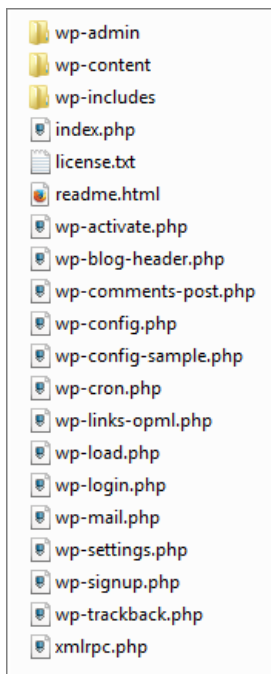 wp-admin
wp-content
wp-includes
index.php
license.txt
readme.html
wp-activate.php
wp-blog-header.php
wp-comments-post.php
wp-config.php
wp-config-sample.php
wp-cron.php
wp-links-opml.php
wp-load.php
wp-login.php
wp-mail.php
wp-settings.php
wp-signup.php
wp-trackback.php
xmlrpc.php